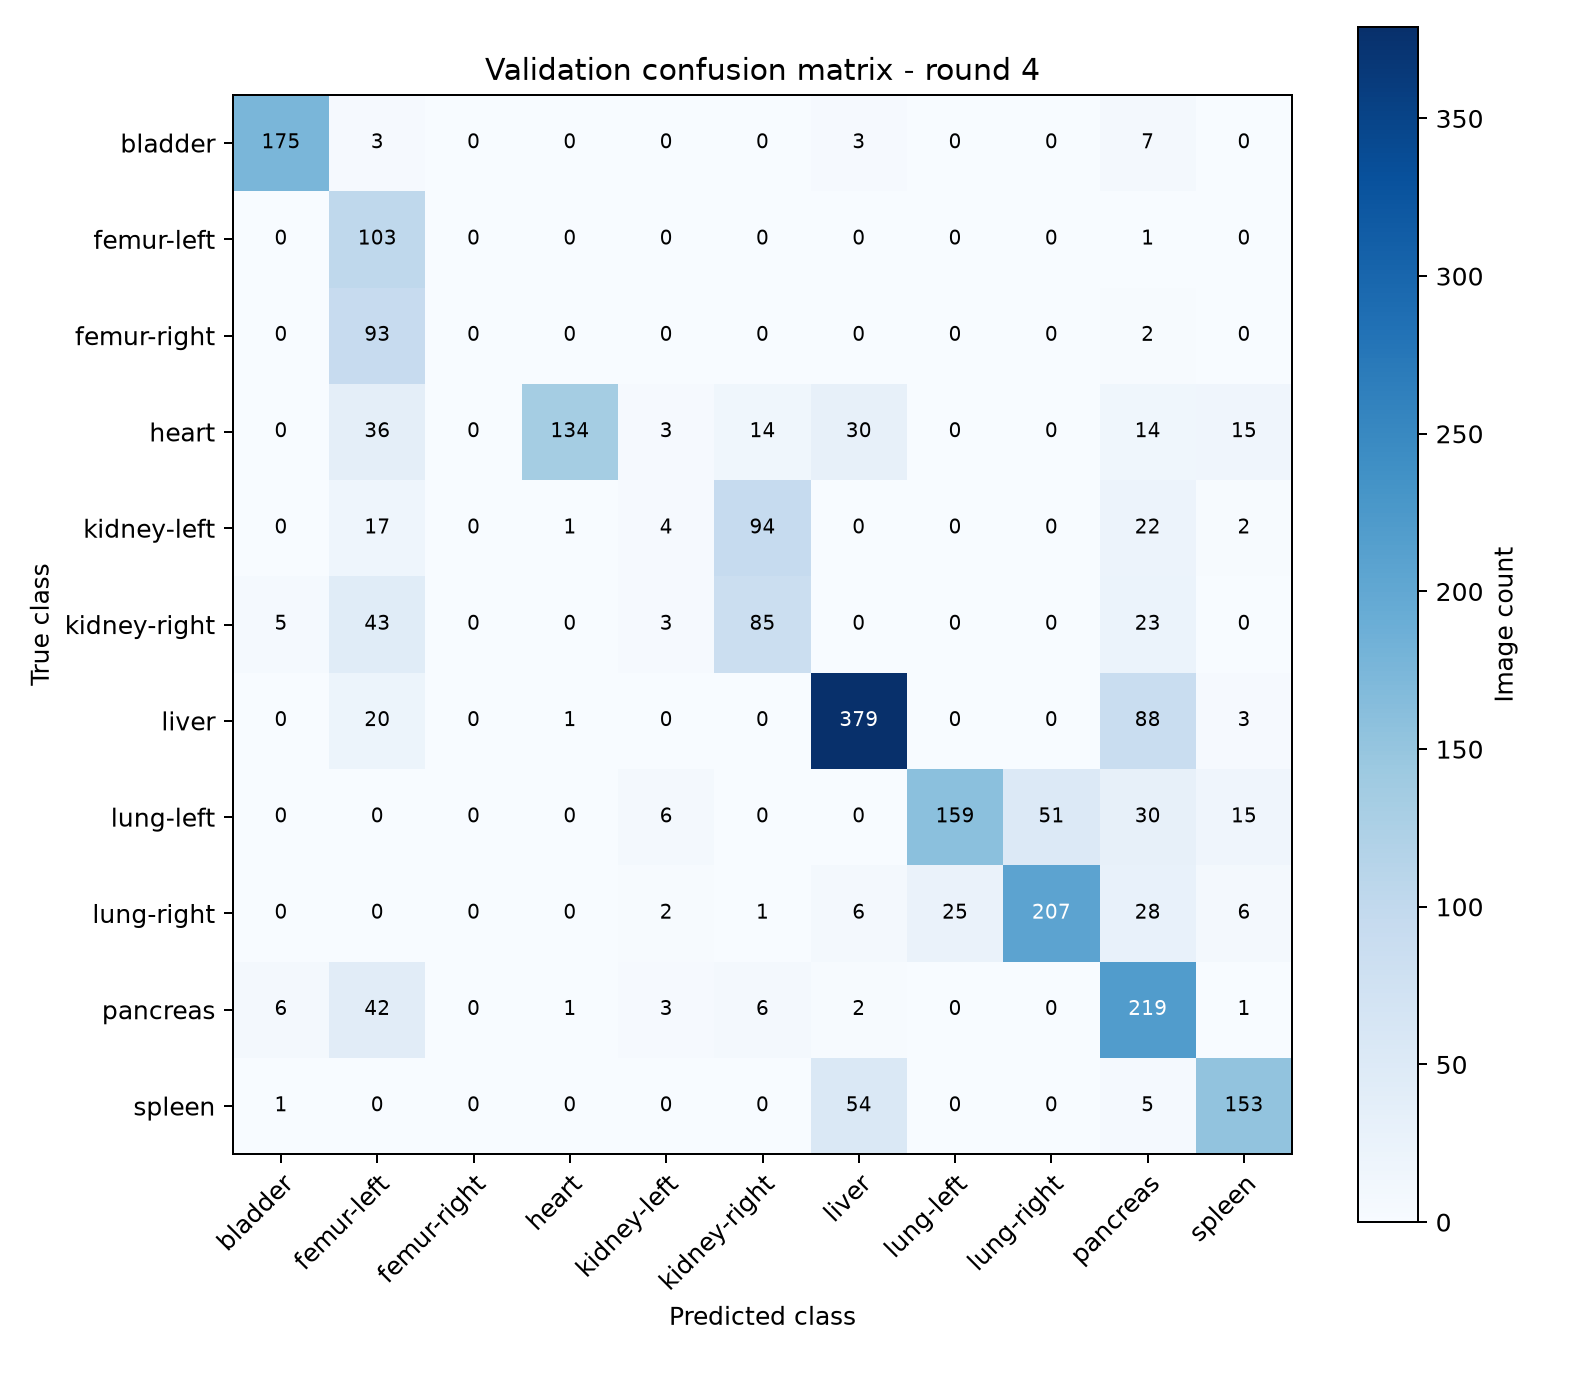 Validation confusion matrix - round 4
bladder 175 3 0 0 0 0 3 0 0 7 0
femur-left 0 103 0 0 0 0 0 0 0 1 0
femur-right 0 93 0 0 0 0 0 0 0 2 0
heart 0 36 0 134 3 14 30 0 0 14 15
kidney-left 0 17 0 1 4 94 0 0 0 22 2
kidney-right 5 43 0 0 3 85 0 0 0 23 0
liver 0 20 0 1 0 0 379 0 0 88 3
lung-left 0 0 0 0 6 0 0 159 51 30 15
lung-right 0 0 0 0 2 1 6 25 207 28 6
pancreas 6 42 0 1 3 6 2 0 0 219 1
spleen 1 0 0 0 0 0 54 0 0 5 153
True class
bladder femur-left femur-right heart kidney-left kidney-right liver lung-left lung-right pancreas spleen
Predicted class
350
300
250
200
150
100
50
0
Image count